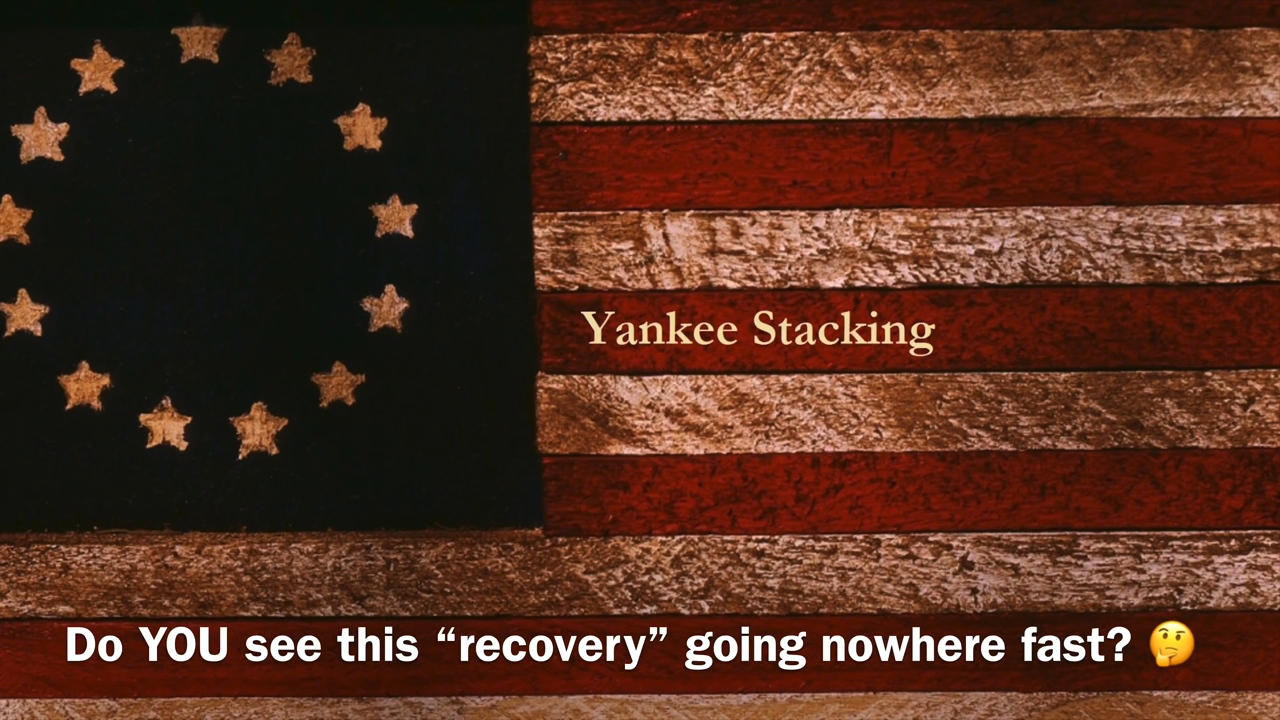 Yankee Stacking
Do YOU see this “recovery” going nowhere fast? 🤔